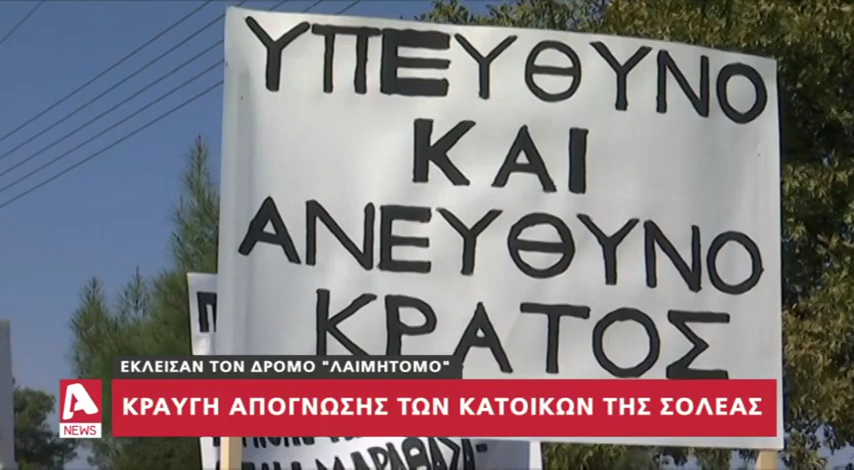 ΥΠΕΥΘΥΝΟ
ΚΑΙ
ΑΝΕΥΘΥΝΟ
ΚΡΑΤΟΣ
ΕΚΛΕΙΣΑΝ ΤΟΝ ΔΡΟΜΟ "ΛΑΙΜΗΤΟΜΟ"
A
NEWS
ΚΡΑΥΓΗ ΑΠΟΓΝΩΣΗΣ ΤΩΝ ΚΑΤΟΙΚΩΝ ΤΗΣ ΣΟΛΕΑΣ